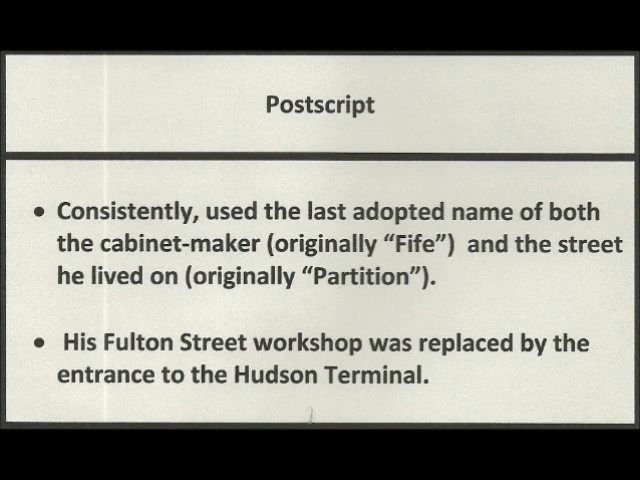 Postscript
• Consistently, used the last adopted name of both
the cabinet-maker (originally “Fife”) and the street
he lived on (originally “Partition”).
• His Fulton Street workshop was replaced by the
entrance to the Hudson Terminal.